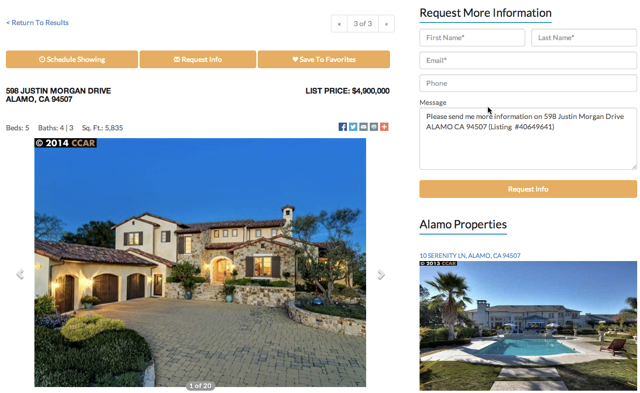 < Return To Results
« 3 of 3 »
Schedule Showing
Request Info
Save To Favorites
598 JUSTIN MORGAN DRIVE
ALAMO, CA 94507
LIST PRICE: $4,900,000
Beds: 5 Baths: 4 | 3 Sq. Ft.: 5,835
© 2014 CCAR
1 of 20
Request More Information
First Name*
Last Name*
Email*
Phone
Message
Please send me more information on 598 Justin Morgan Drive
ALAMO CA 94507 (Listing #40649641)
Request Info
Alamo Properties
10 SERENITY LN, ALAMO, CA 94507
© 2013 CCAR